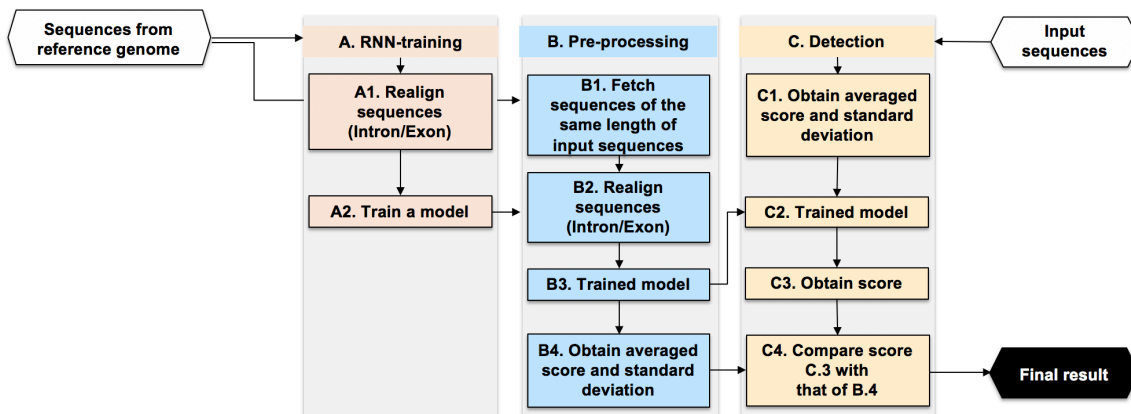 Sequences from
reference genome
A. RNN-training
A1. Realign
sequences
(Intron/Exon)
A2. Train a model
B. Pre-processing
B1. Fetch
sequences of the
same length of
input sequences
B2. Realign
sequences
(Intron/Exon)
B3. Trained model
B4. Obtain averaged
score and standard
deviation
C. Detection
C1. Obtain averaged
score and standard
deviation
C2. Trained model
C3. Obtain score
C4. Compare score
C.3 with
that of B.4
Input
sequences
Final result